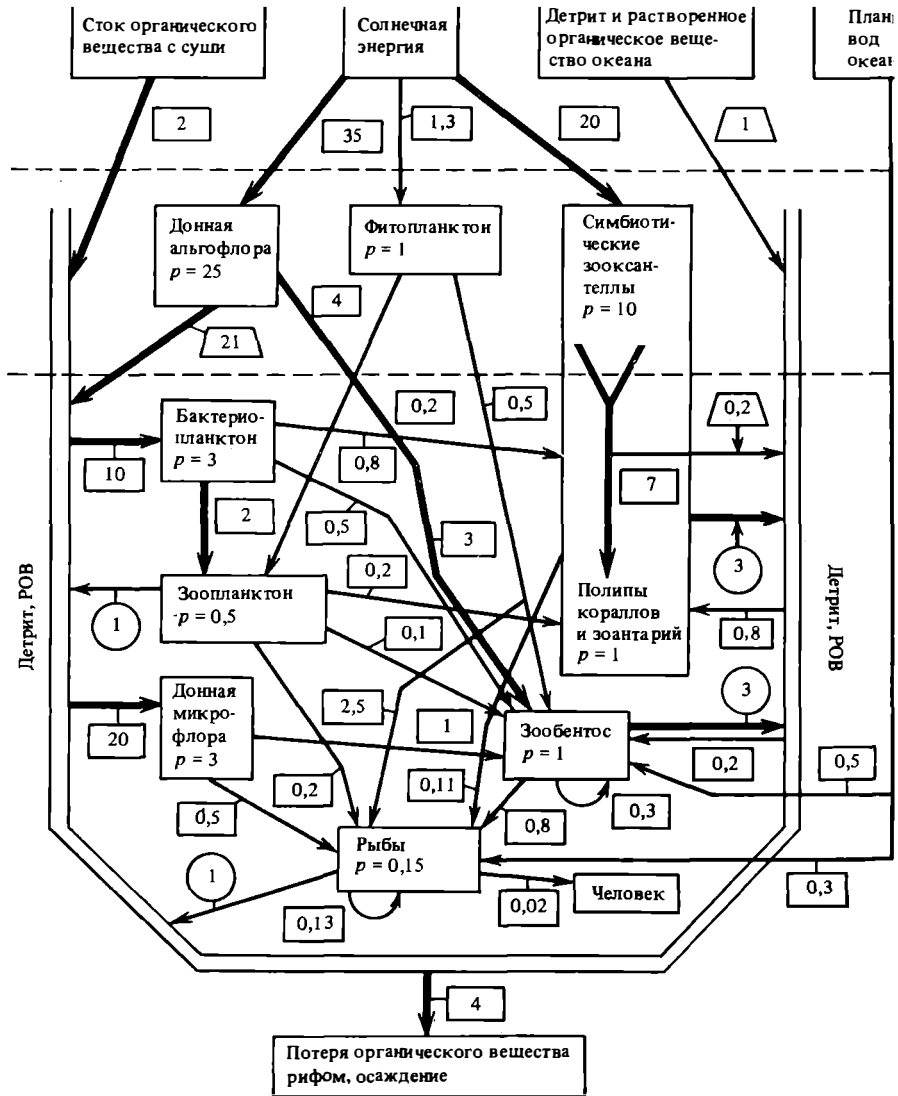 Сток органического
вещества с суши
Солнечная
энергия
Детрит и растворенное
органическое веще-
ство океана
План
вод
океан
2
35
1,3
20
1
Донная
альгофлора
p = 25
Фитопланктон
p = 1
Симбиоти-
ческие
зооксан-
теллы
p = 10
4
21
0,2
0,5
0,2
Бактерио-
планктон
p = 3
10
0,8
7
2
0,5
3
3
0,2
Зоопланктон
p = 0,5
Полипы
кораллов
и зоантарий
p = 1
1
0,1
0,8
Детрит, РОВ
Детрит, РОВ
3
Донная
микро-
флора
p = 3
20
2,5
1
Зообентос
p = 1
0,2
0,5
0,5
0,2
0,11
0,8
0,3
Рыбы
p = 0,15
1
0,13
0,02
Человек
0,3
4
Потеря органического вещества
рифом, осаждение